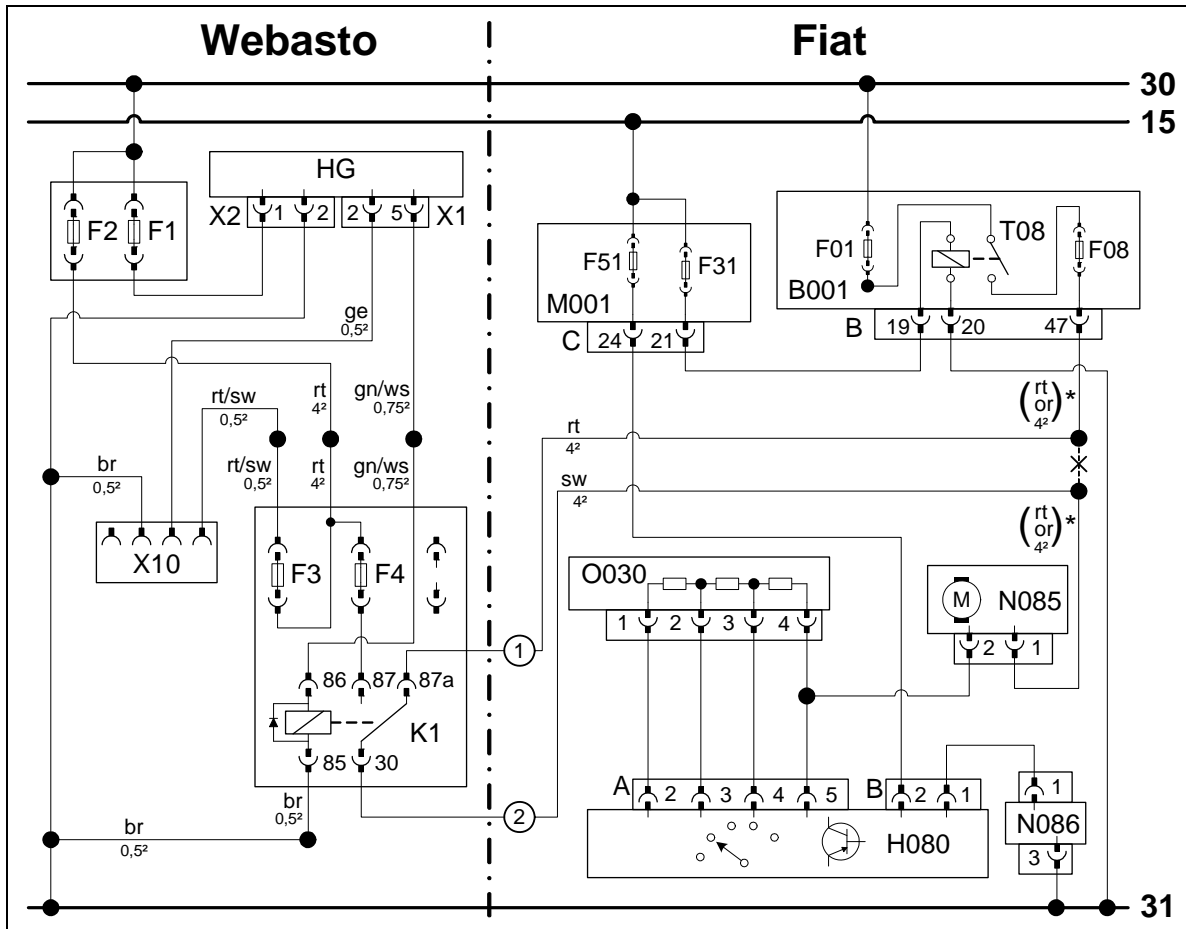 Webasto Fiat
30
15
HG
X2 1 2 2 5 X1
F2 F1
F51 F31
M001
C 24 21
F01 T08 F08
B001
B 19 20 47
ge
0,5²
rt/sw
0,5²
rt
4²
gn/ws
0,75²
rt
4²
(rt
or
4²)*
br
0,5²
rt/sw
0,5²
rt
4²
gn/ws
0,75²
sw
4²
(rt
or
4²)*
X10
F3 F4
O030
1 2 3 4
M N085
2 1
1
86 87 87a
K1
85 30
br
0,5²
2
br
0,5²
A 2 3 4 5 B 2 1
H080
1
N086
3
31